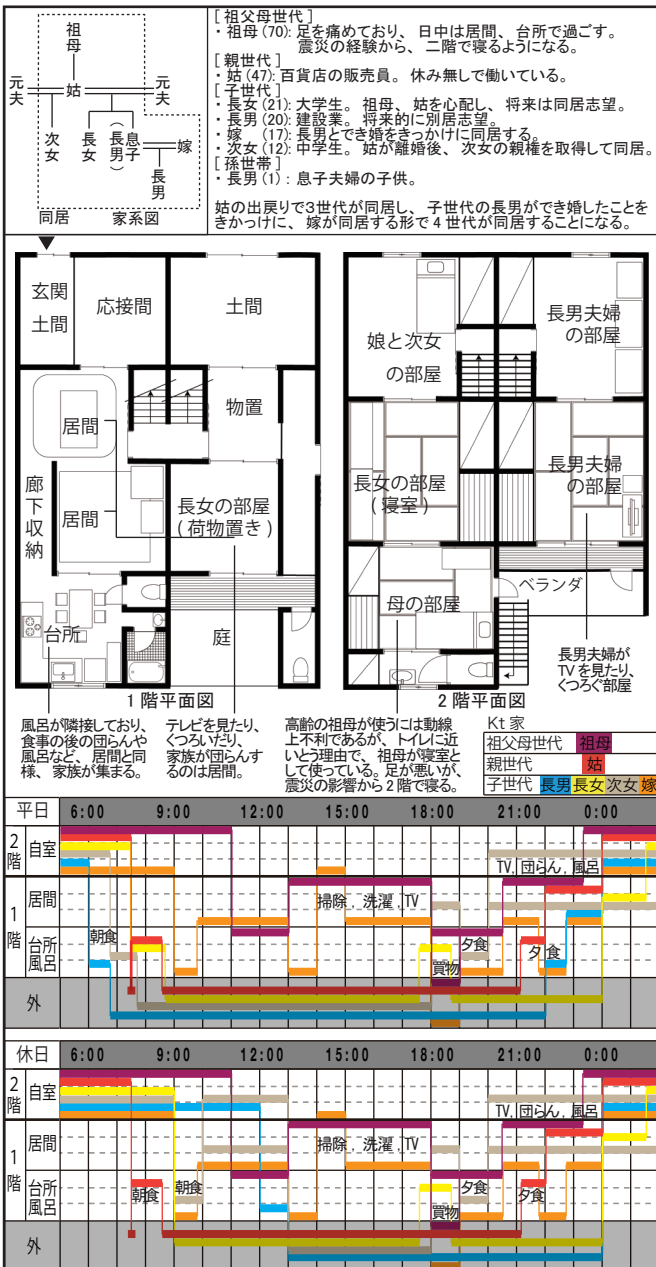 祖母
元夫
姑
元夫
次女
長女
息子(長男)
嫁
長男
同居
家系図
[ 祖父母世代 ]
・祖母 (70): 足を痛めており、日中は居間、台所で過ごす。
震災の経験から、二階で寝るようになる。
[ 親世代 ]
・姑 (47): 百貨店の販売員。休み無しで働いている。
[ 子世代 ]
・長女 (21): 大学生。祖母、姑を心配し、将来は同居志望。
・長男 (20): 建設業。将来的に別居志望。
・嫁 (17): 長男とでき婚をきっかけに同居する。
・次女 (12): 中学生。姑が離婚後、次女の親権を取得して同居。
[ 孫世帯 ]
・長男 (1) : 息子夫婦の子供。
姑の出戻りで3世代が同居し、子世代の長男ができ婚したことを
きかっけに、嫁が同居する形で 4 世代が同居することになる。
玄関
土間
応接間
土間
居間
物置
廊下収納
居間
長女の部屋
( 荷物置き )
台所
庭
1 階平面図
娘と次女
の部屋
長男夫婦
の部屋
長女の部屋
( 寝室 )
長男夫婦
の部屋
母の部屋
ベランダ
長男夫婦が
TV を見たり、
くつろぐ部屋
2 階平面図
風呂が隣接しており、
食事の後の団らんや
風呂など、居間と同
様、家族が集まる。
テレビを見たり、
くつろいだり、
家族が団らんす
るのは居間。
高齢の祖母が使うには動線
上不利であるが、トイレに近
いとう理由で、祖母が寝室と
して使っている。足が悪いが、
震災の影響から 2 階で寝る。
Kt 家
祖父母世代 祖母
親世代 姑
子世代 長男 長女 次女 嫁
平日 6:00 9:00 12:00 15:00 18:00 21:00 0:00
2階 自室
TV, 団らん , 風呂
1階 居間
掃除 , 洗濯 , TV
台所
風呂
朝食
夕食
夕食
買物
外
休日 6:00 9:00 12:00 15:00 18:00 21:00 0:00
2階 自室
TV, 団らん , 風呂
1階 居間
掃除 , 洗濯 , TV
台所
風呂
朝食
朝食
夕食
夕食
買物
外